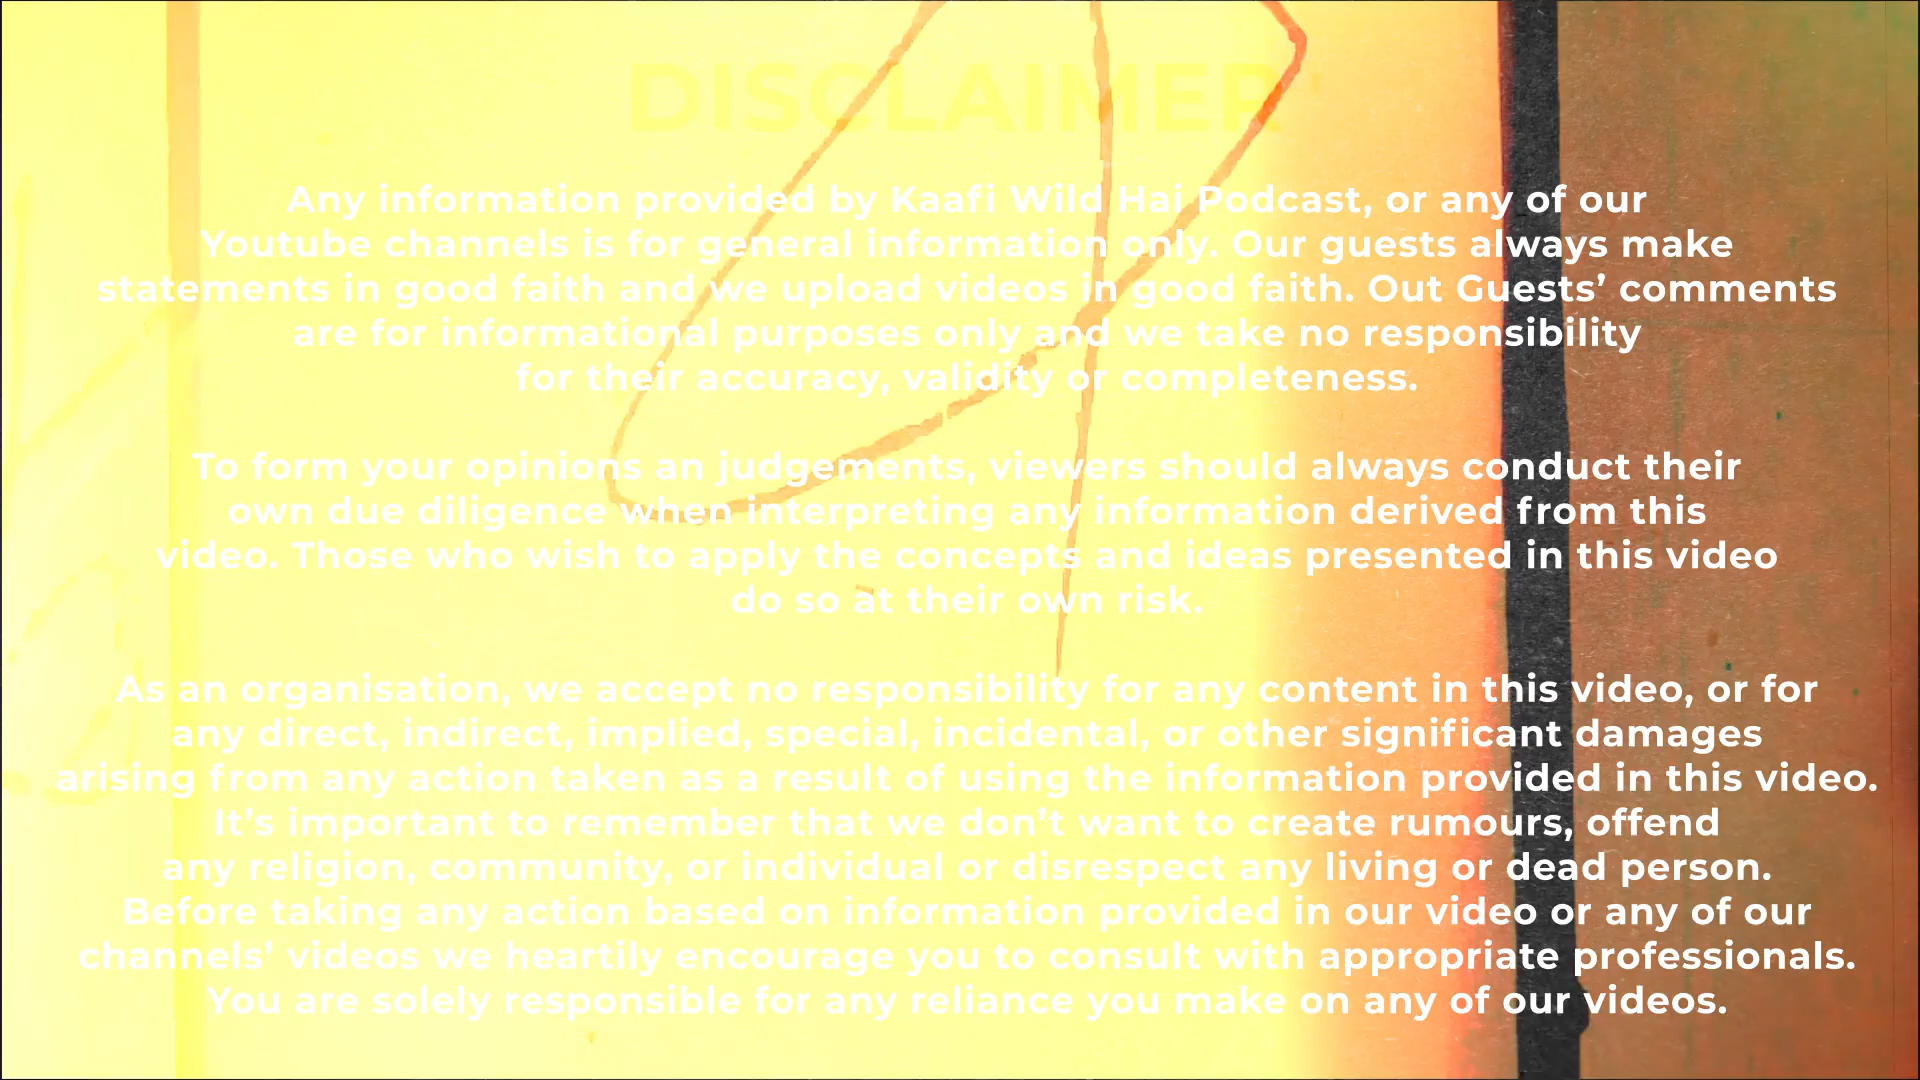 DISCLAIMER
Any information provided by Kaafi Wild Hai Podcast, or any of our
Youtube channels is for general information only. Our guests always make
statements in good faith and we upload videos in good faith. Out Guests’ comments
are for informational purposes only and we take no responsibility
for their accuracy, validity or completeness.
To form your opinions an judgements, viewers should always conduct their
own due diligence when interpreting any information derived from this
video. Those who wish to apply the concepts and ideas presented in this video
do so at their own risk.
As an organisation, we accept no responsibility for any content in this video, or for
any direct, indirect, implied, special, incidental, or other significant damages
arising from any action taken as a result of using the information provided in this video.
It’s important to remember that we don’t want to create rumours, offend
any religion, community, or individual or disrespect any living or dead person.
Before taking any action based on information provided in our video or any of our
channels’ videos we heartily encourage you to consult with appropriate professionals.
You are solely responsible for any reliance you make on any of our videos.